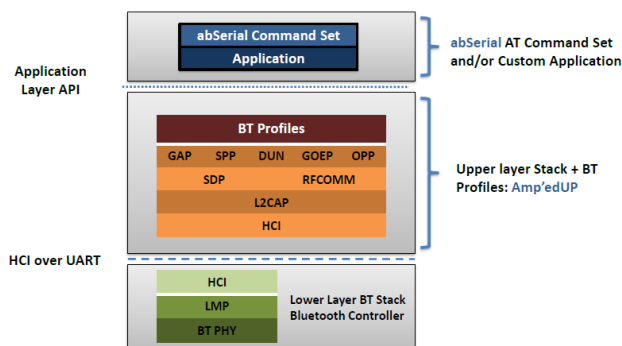 abSerial Command Set
Application
abSerial AT Command Set
and/or Custom Application
Application
Layer API
BT Profiles
GAP SPP DUN GOEP OPP
SDP RFCOMM
L2CAP
HCI
Upper layer Stack + BT
Profiles: Amp'edUP
HCI over UART
HCI
LMP
BT PHY
Lower Layer BT Stack
Bluetooth Controller